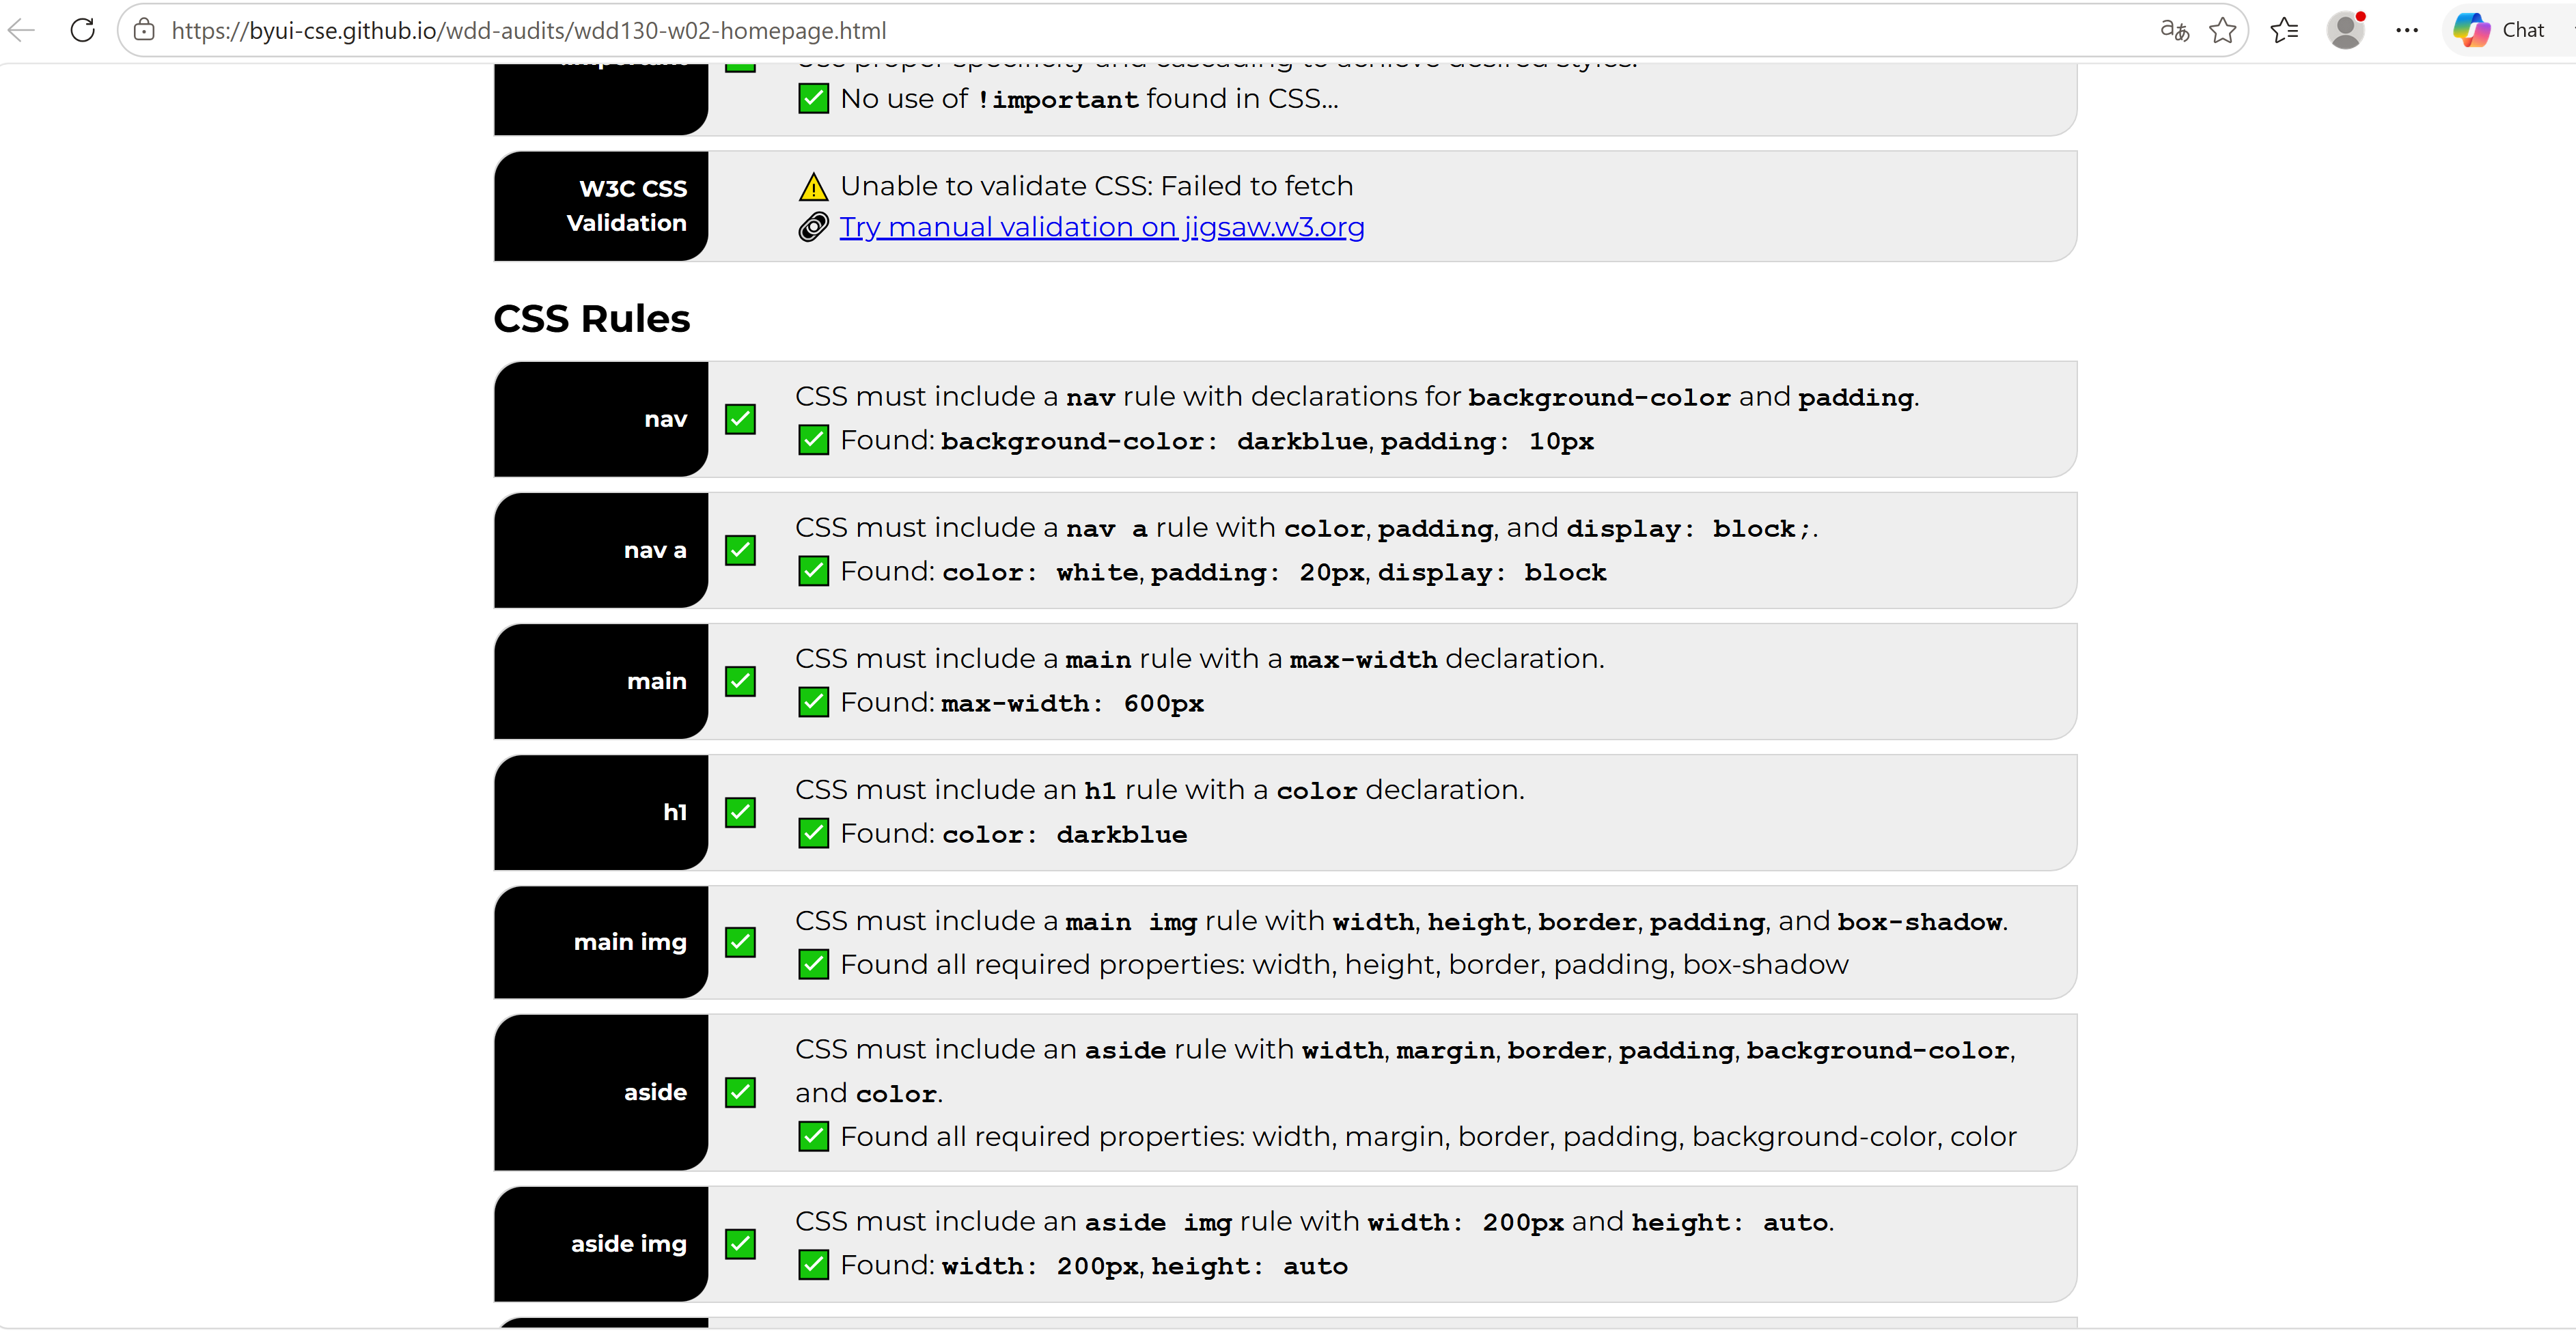 https://byui-cse.github.io/wdd-audits/wdd130-w02-homepage.html
Chat
Use proper specificity and cascading to achieve desired styles.
No use of !important found in CSS...
W3C CSS
Validation
Unable to validate CSS: Failed to fetch
Try manual validation on jigsaw.w3.org
CSS Rules
nav
CSS must include a nav rule with declarations for background-color and padding.
Found: background-color: darkblue, padding: 10px
nav a
CSS must include a nav a rule with color, padding, and display: block;.
Found: color: white, padding: 20px, display: block
main
CSS must include a main rule with a max-width declaration.
Found: max-width: 600px
h1
CSS must include an h1 rule with a color declaration.
Found: color: darkblue
main img
CSS must include a main img rule with width, height, border, padding, and box-shadow.
Found all required properties: width, height, border, padding, box-shadow
aside
CSS must include an aside rule with width, margin, border, padding, background-color,
and color.
Found all required properties: width, margin, border, padding, background-color, color
aside img
CSS must include an aside img rule with width: 200px and height: auto.
Found: width: 200px, height: auto